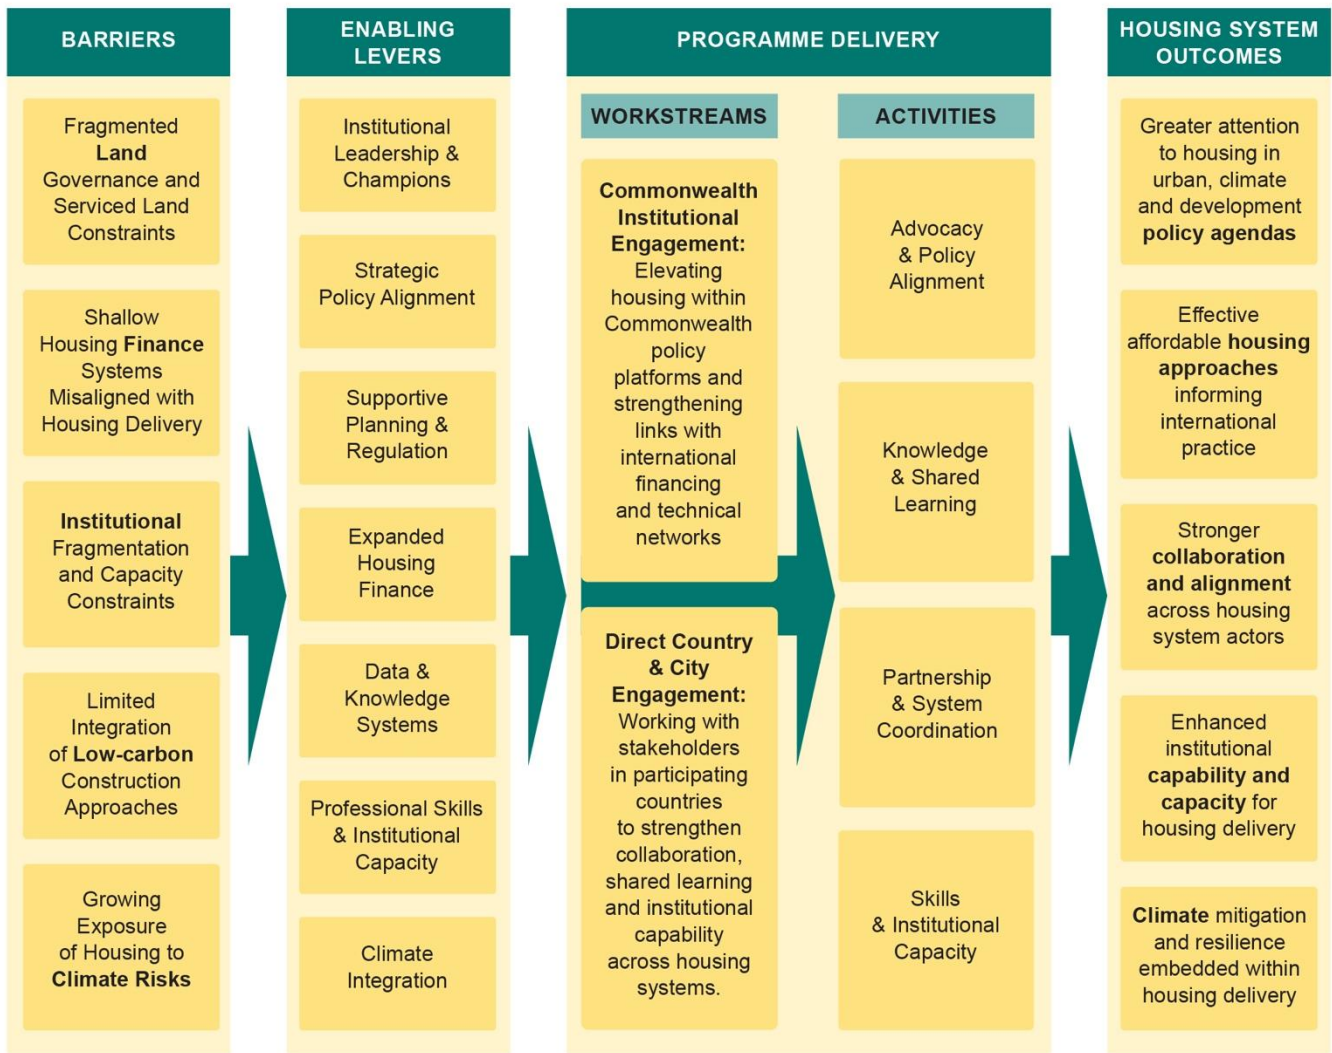 BARRIERS
Fragmented
Land
Governance and
Serviced Land
Constraints
Shallow
Housing Finance
Systems
Misaligned with
Housing Delivery
Institutional
Fragmentation
and Capacity
Constraints
Limited
Integration
of Low-carbon
Construction
Approaches
Growing
Exposure
of Housing to
Climate Risks
ENABLING
LEVERS
Institutional
Leadership &
Champions
Strategic
Policy Alignment
Supportive
Planning &
Regulation
Expanded
Housing
Finance
Data &
Knowledge
Systems
Professional Skills
& Institutional
Capacity
Climate
Integration
PROGRAMME DELIVERY
WORKSTREAMS
Commonwealth
Institutional
Engagement:
Elevating
housing within
Commonwealth
policy
platforms and
strengthening
links with
international
financing
and technical
networks
Direct Country
& City
Engagement:
Working with
stakeholders
in participating
countries
to strengthen
collaboration,
shared learning
and institutional
capability
across housing
systems.
ACTIVITIES
Advocacy
& Policy
Alignment
Knowledge
& Shared
Learning
Partnership
& System
Coordination
Skills
& Institutional
Capacity
HOUSING SYSTEM
OUTCOMES
Greater attention
to housing in
urban, climate
and development
policy agendas
Effective
affordable housing
approaches
informing
international
practice
Stronger
collaboration
and alignment
across housing
system actors
Enhanced
institutional
capability and
capacity for
housing delivery
Climate mitigation
and resilience
embedded within
housing delivery